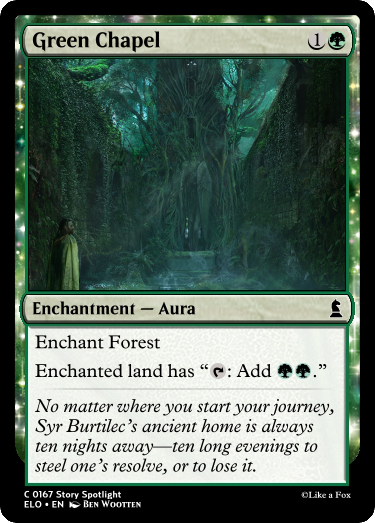 Green Chapel 1
Enchantment — Aura
Enchant Forest
Enchanted land has “: Add .”
No matter where you start your journey,
Syr Burtilec’s ancient home is always
ten nights away—ten long evenings to
steel one’s resolve, or to lose it.
C 0167 Story Spotlight
ELO • EN Ben Wootten
©Like a Fox